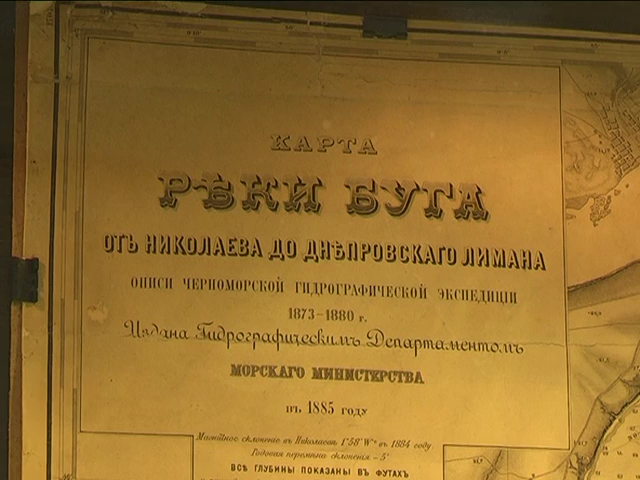 КАРТА
РѢКИ БУГА
ОТЪ НИКОЛАЕВА ДО ДНѢПРОВСКАГО ЛИМАНА
ОПИСИ ЧЕРНОМОРСКОЙ ГИДРОГРАФИЧЕСКОЙ ЭКСПЕДИЦІИ
1873–1880 г.
Издана Гидрографическимъ Департаментомъ
МОРСКАГО МИНИСТЕРСТВА
въ 1885 году
Магнитное склоненіе въ Николаевѣ 1°58' Wое въ 1884 году
Годовая перемѣна склоненія – 5'
ВСѢ ГЛУБИНЫ ПОКАЗАНЫ ВЪ ФУТАХЪ